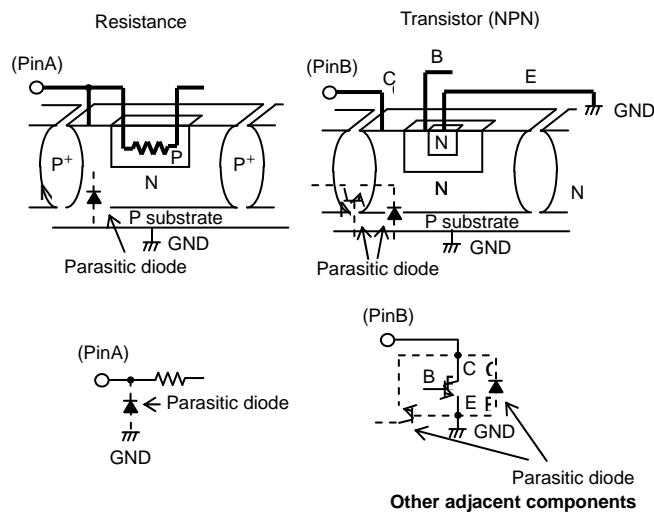 Resistance
Transistor (NPN)
(PinA)
(PinB)
C
B
E
GND
P+
P
P+
N
N
N
N
P substrate
GND
Parasitic diode
P substrate
GND
Parasitic diode
(PinA)
Parasitic diode
GND
(PinB)
C
B
E
GND
Parasitic diode
Other adjacent components